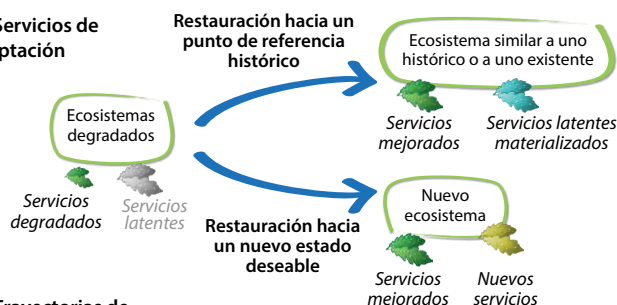 Servicios de
Restauración hacia un
punto de referencia
histórico
Ecosistema similar a uno
histórico o a uno existente
Servicios
mejorados
Servicios latentes
materializados
Ecosistemas
degradados
Servicios
degradados
Servicios
latentes
Restauración hacia
un nuevo estado
deseable
Nuevo
ecosistema
Servicios
mejorados
Nuevos
servicios
Trayectorias de